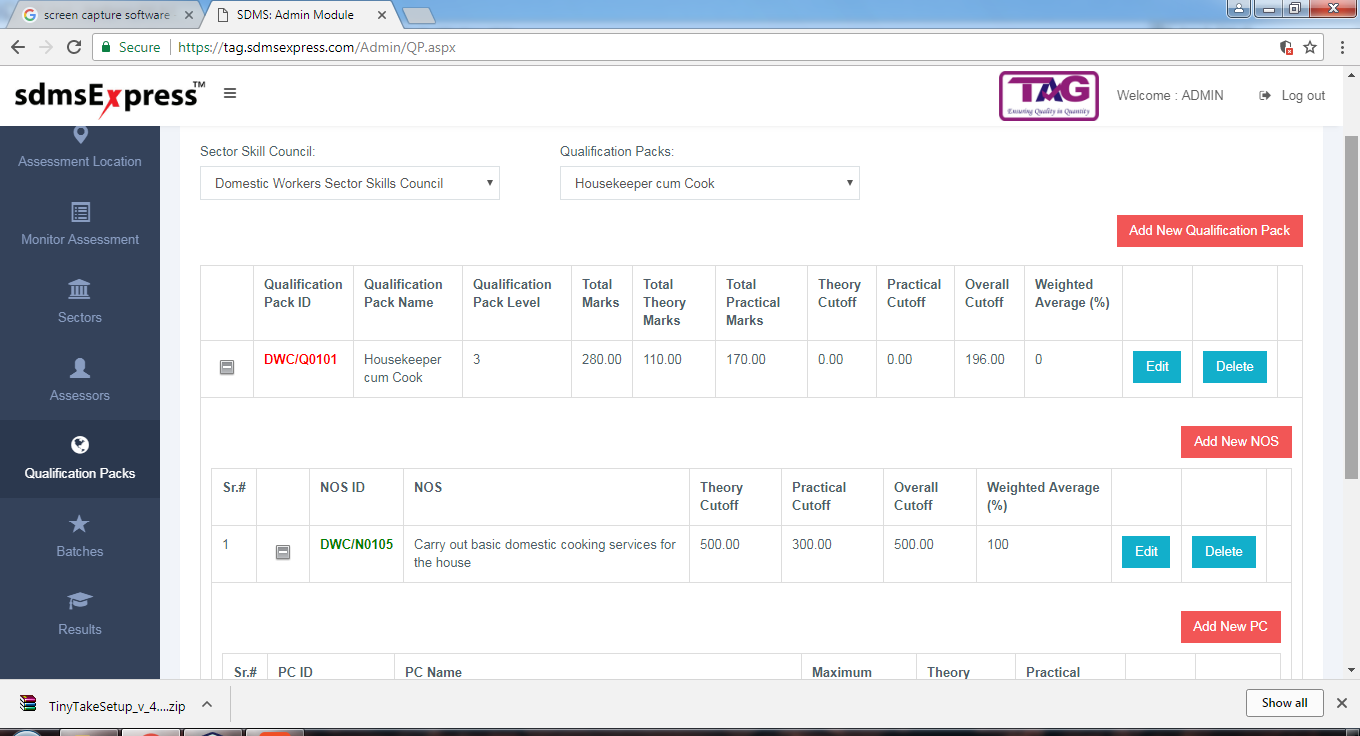 screen capture software
SDMS: Admin Module
Secure
https://tag.sdmsexpress.com/Admin/QP.aspx
sdmsExpress™
TAG
Ensuring Quality in Quantity
Welcome : ADMIN
Log out
Assessment Location
Monitor Assessment
Sectors
Assessors
Qualification Packs
Batches
Results
Sector Skill Council:
Qualification Packs:
Domestic Workers Sector Skills Council
Housekeeper cum Cook
Add New Qualification Pack
Qualification Pack ID
Qualification Pack Name
Qualification Pack Level
Total Marks
Total Theory Marks
Total Practical Marks
Theory Cutoff
Practical Cutoff
Overall Cutoff
Weighted Average (%)
DWC/Q0101
Housekeeper cum Cook
3
280.00
110.00
170.00
0.00
0.00
196.00
0
Edit
Delete
Add New NOS
Sr.#
NOS ID
NOS
Theory Cutoff
Practical Cutoff
Overall Cutoff
Weighted Average (%)
1
DWC/N0105
Carry out basic domestic cooking services for the house
500.00
300.00
500.00
100
Edit
Delete
Add New PC
Sr.#
PC ID
PC Name
Maximum
Theory
Practical
TinyTakeSetup_v_4....zip
Show all